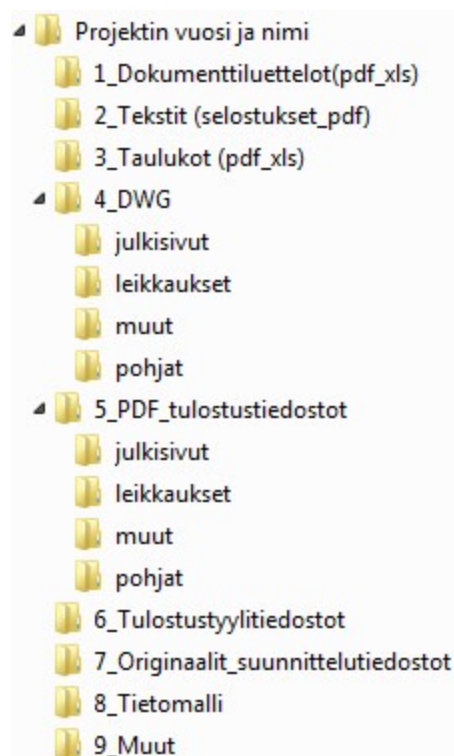 Projektin vuosi ja nimi
1_Dokumenttiluettelot(pdf_xls)
2_Tekstit (selostukset_pdf)
3_Taulukot (pdf_xls)
4_DWG
julkisivut
leikkaukset
muut
pohjat
5_PDF_tulostustiedostot
julkisivut
leikkaukset
muut
pohjat
6_Tulostustyylitiedostot
7_Originaalit_suunnittelutiedostot
8_Tietomalli
9_Muut